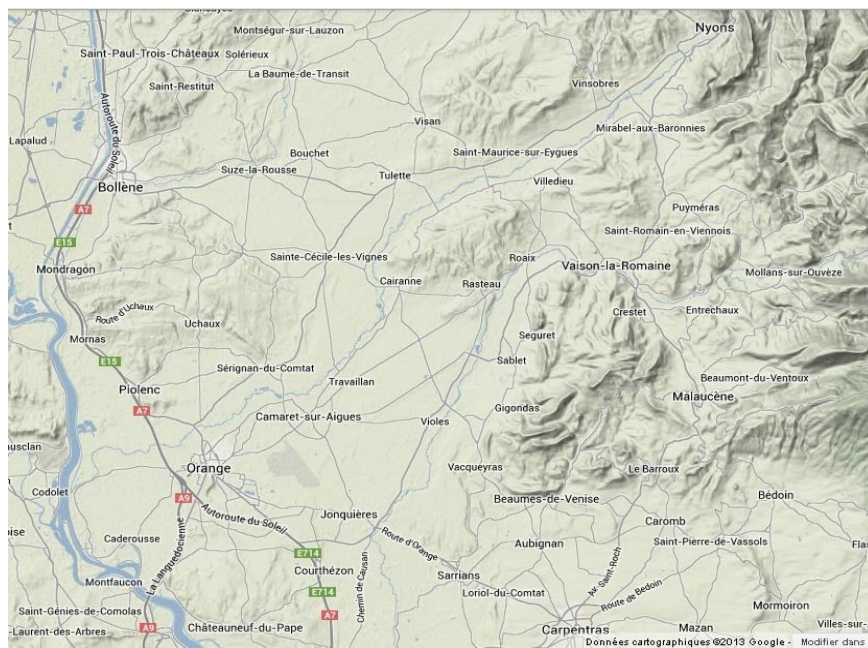 Montségur-sur-Lauzon
Nyons
Saint-Paul-Trois-Châteaux
Solérieux
La Baume-de-Transit
Saint-Restitut
Vinsobres
Autoroute du Soleil
Visan
Mirabel-aux-Baronnies
Lapalud
Bouchet
Saint-Maurice-sur-Eygues
Suze-la-Rousse
Tulette
Villedieu
Bollène
A7
Puyméras
Saint-Romain-en-Viennois
E15
Sainte-Cécile-les-Vignes
Roaix
Vaison-la-Romaine
Mondragon
Mollans-sur-Ouvèze
Cairanne
Rasteau
Route d'Uchaux
Uchaux
Crestet
Entrechaux
Mornas
Seguret
E15
Sablet
Sérignan-du-Comtat
Travaillan
Beaumont-du-Ventoux
Piolenc
Malaucène
A7
Camaret-sur-Aigues
Gigondas
Violes
Orange
Vacqueyras
Le Barroux
Codolet
A9
Beaumes-de-Venise
Bédoin
Autoroute du Soleil
Jonquières
Caromb
Caderousse
Route d'Orange
Aubignan
Saint-Pierre-de-Vassols
E714
La Languedocienne
Courthézon
Sarrians
Av. Saint-Roch
Montfaucon
E714
Chemin de Causan
Loriol-du-Comtat
Route de Bedoin
Mormoiron
Saint-Génies-de-Comolas
A7
Villes-sur-
-Laurent-des-Arbres
A9
Châteauneuf-du-Pape
Carpentras
Mazan
Données cartographiques ©2013 Google -
Modifier dans